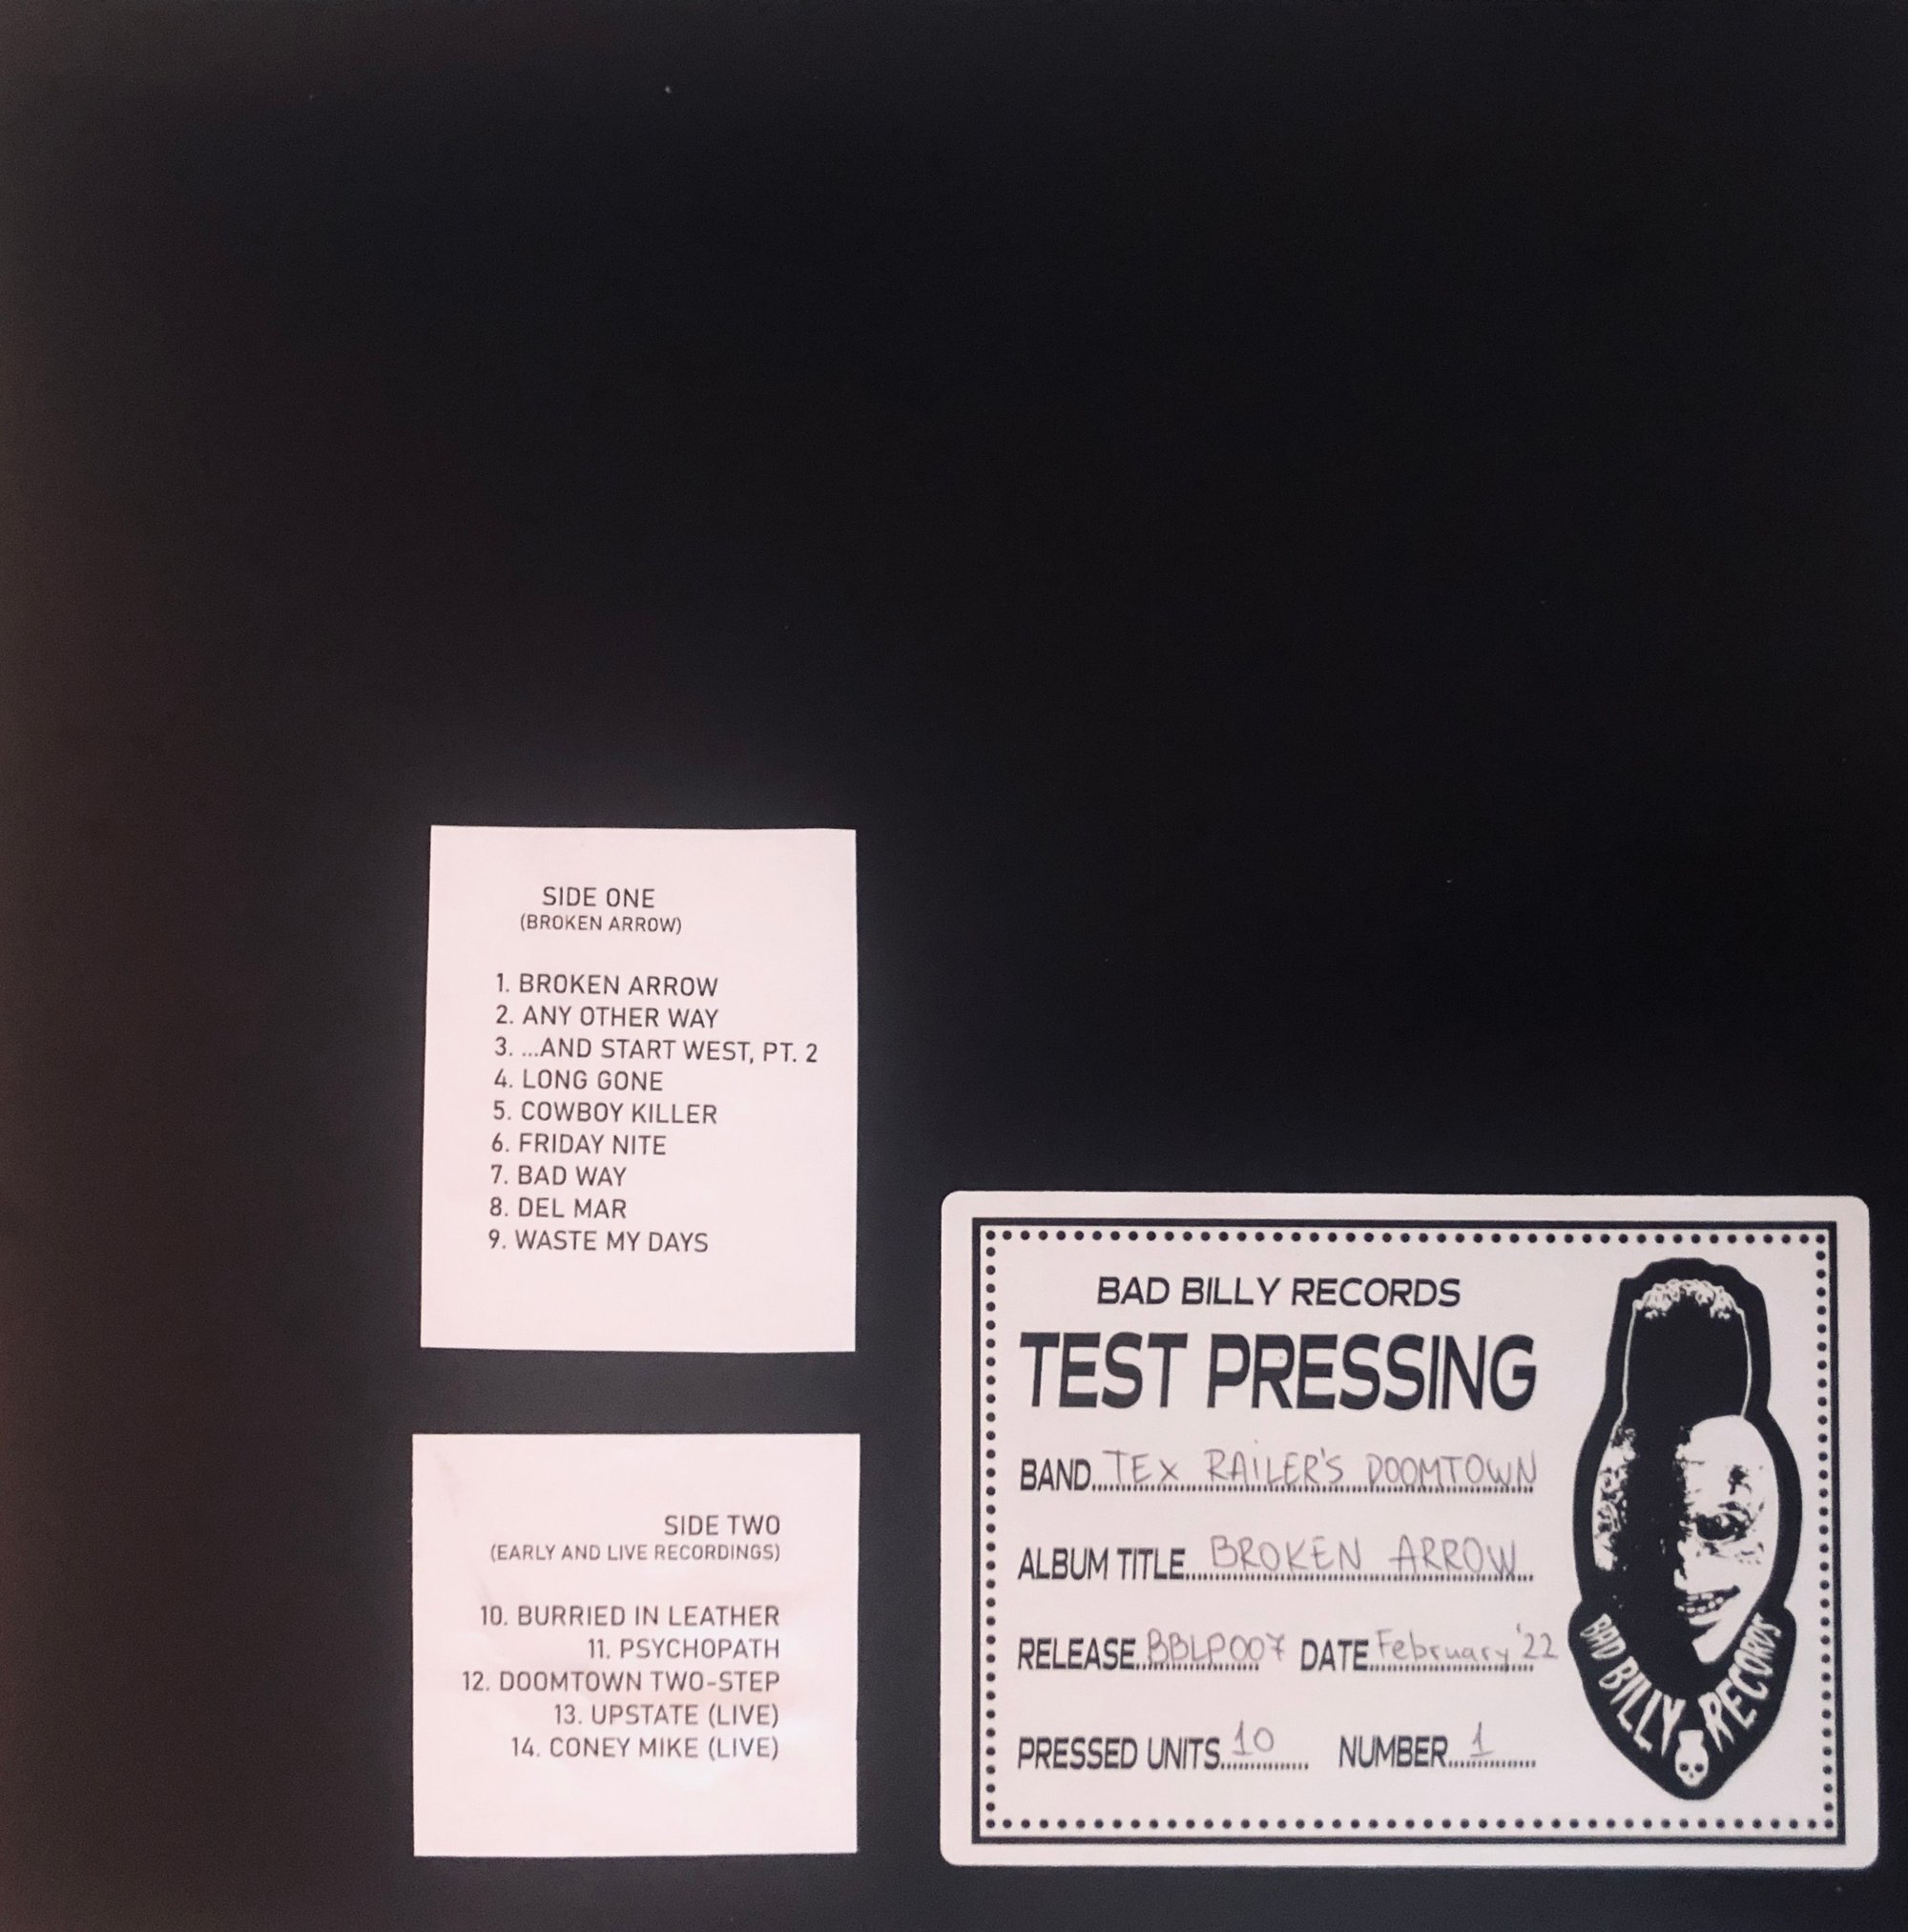 SIDE ONE
(BROKEN ARROW)
1. BROKEN ARROW
2. ANY OTHER WAY
3. ...AND START WEST, PT. 2
4. LONG GONE
5. COWBOY KILLER
6. FRIDAY NITE
7. BAD WAY
8. DEL MAR
9. WASTE MY DAYS
SIDE TWO
(EARLY AND LIVE RECORDINGS)
10. BURRIED IN LEATHER
11. PSYCHOPATH
12. DOOMTOWN TWO-STEP
13. UPSTATE (LIVE)
14. CONEY MIKE (LIVE)
BAD BILLY RECORDS
TEST PRESSING
BAND...TEX RAILER'S DOOMTOWN
ALBUM TITLE...BROKEN ARROW
RELEASE...BBLP007 DATE...February '22
PRESSED UNITS...10 NUMBER...1
BAD BILLY RECORDS